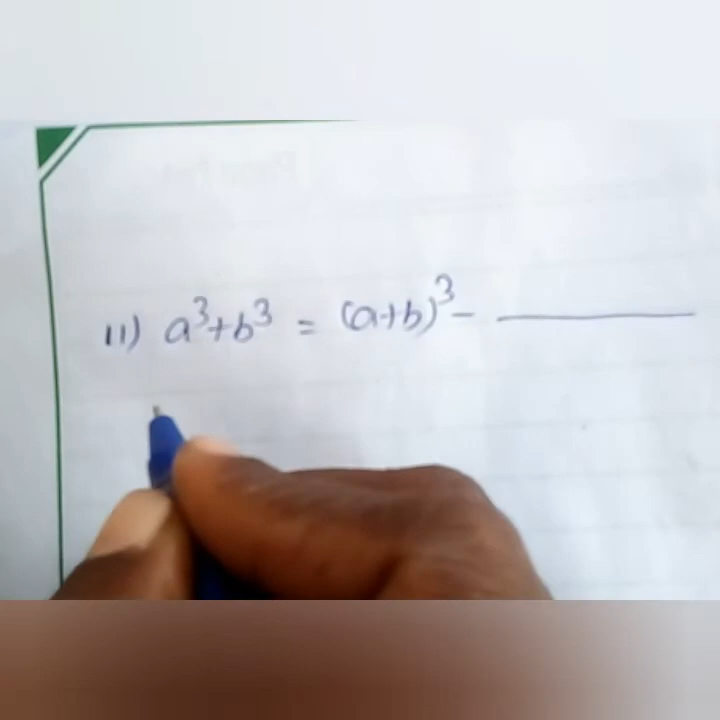 11) a³+b³ = (a+b)³- ________